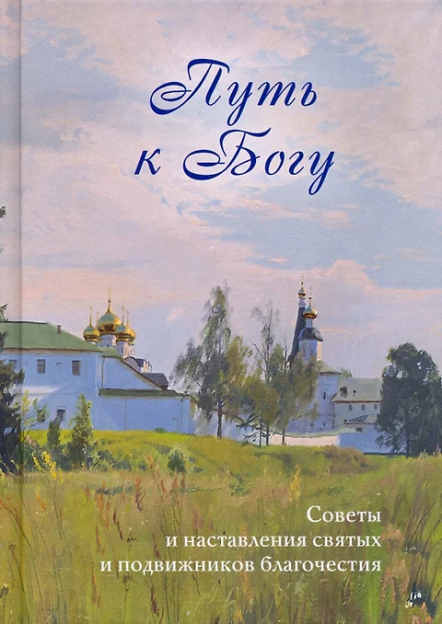 Путь
к Богу
Советы
и наставления святых
и подвижников благочестия